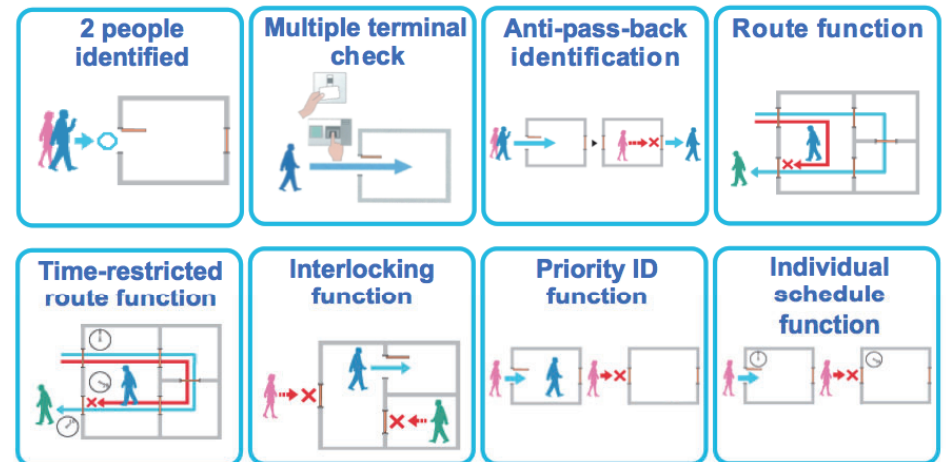 2 people
identified
Multiple terminal
check
Anti-pass-back
identification
Route function
Time-restricted
route function
Interlocking
function
Priority ID
function
Individual
schedule
function